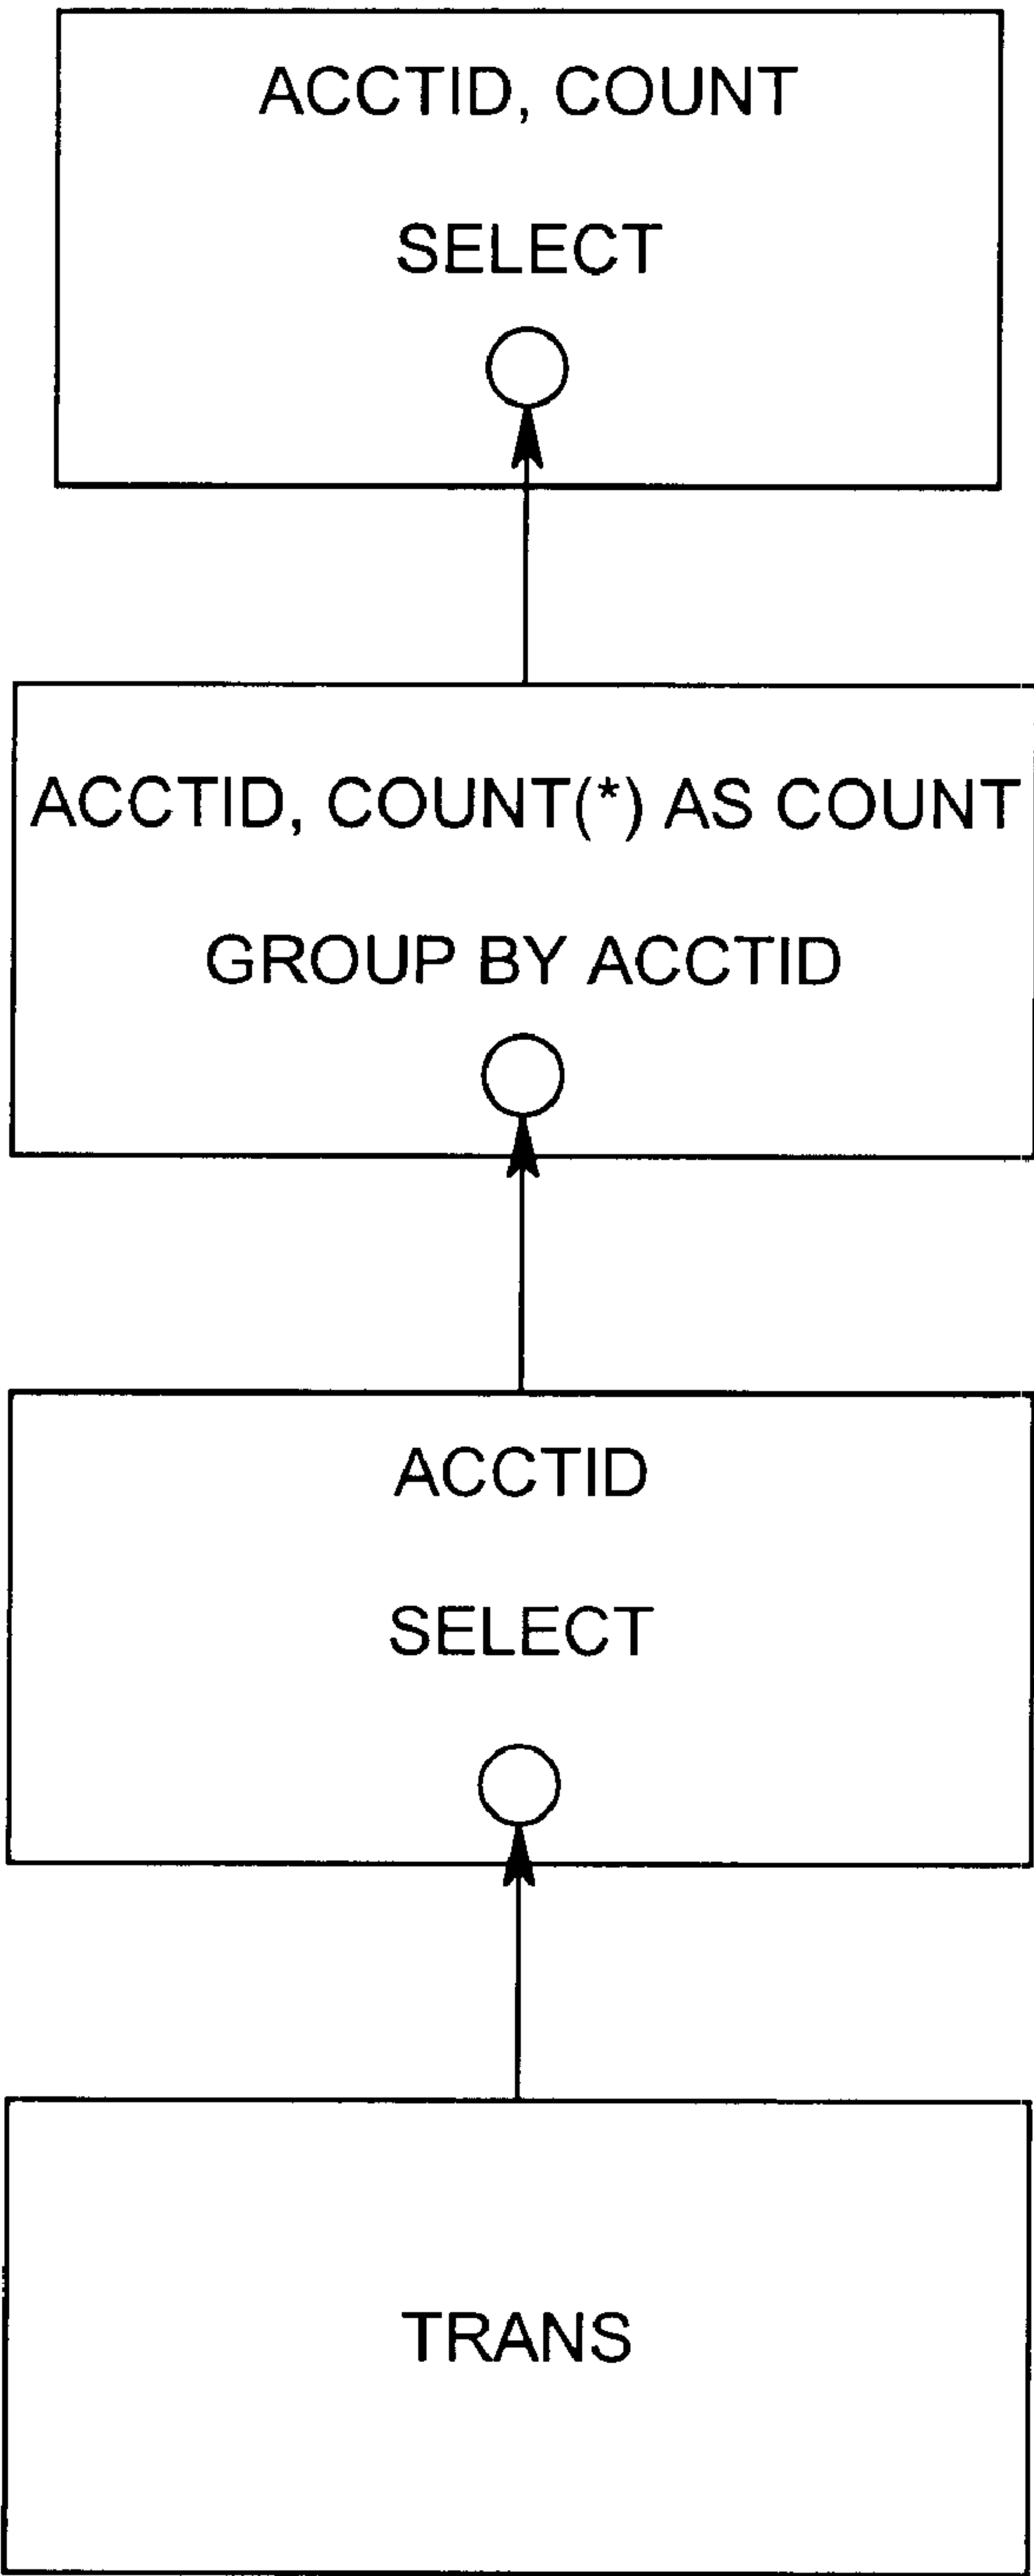 ACCTID, COUNT
SELECT
ACCTID, COUNT(*) AS COUNT
GROUP BY ACCTID
ACCTID
SELECT
TRANS